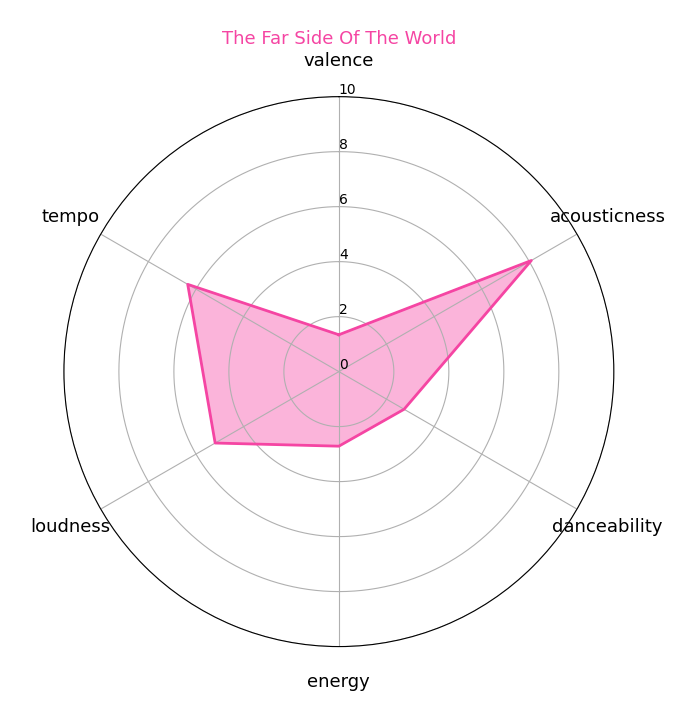 The Far Side Of The World
valence
10
8
6
4
2
0
tempo
acousticness
loudness
danceability
energy